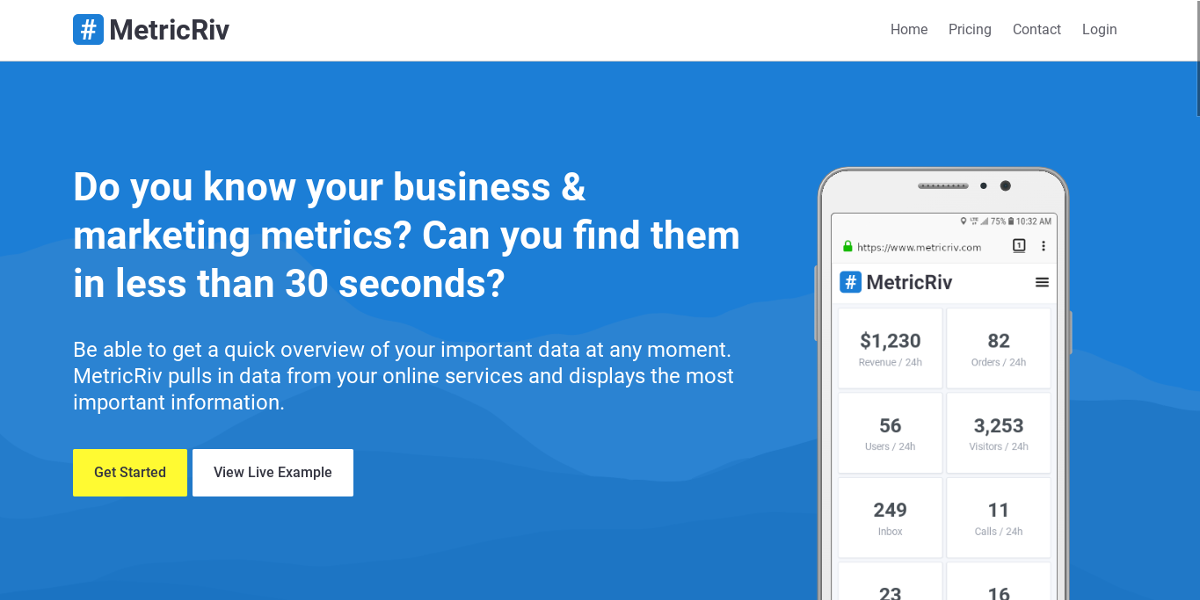 # MetricRiv
Home Pricing Contact Login
Do you know your business &
marketing metrics? Can you find them
in less than 30 seconds?
Be able to get a quick overview of your important data at any moment.
MetricRiv pulls in data from your online services and displays the most
important information.
Get Started
View Live Example
75% 10:32 AM
https://www.metricriv.com
1
# MetricRiv
$1,230
Revenue / 24h
82
Orders / 24h
56
Users / 24h
3,253
Visitors / 24h
249
Inbox
11
Calls / 24h
23
16